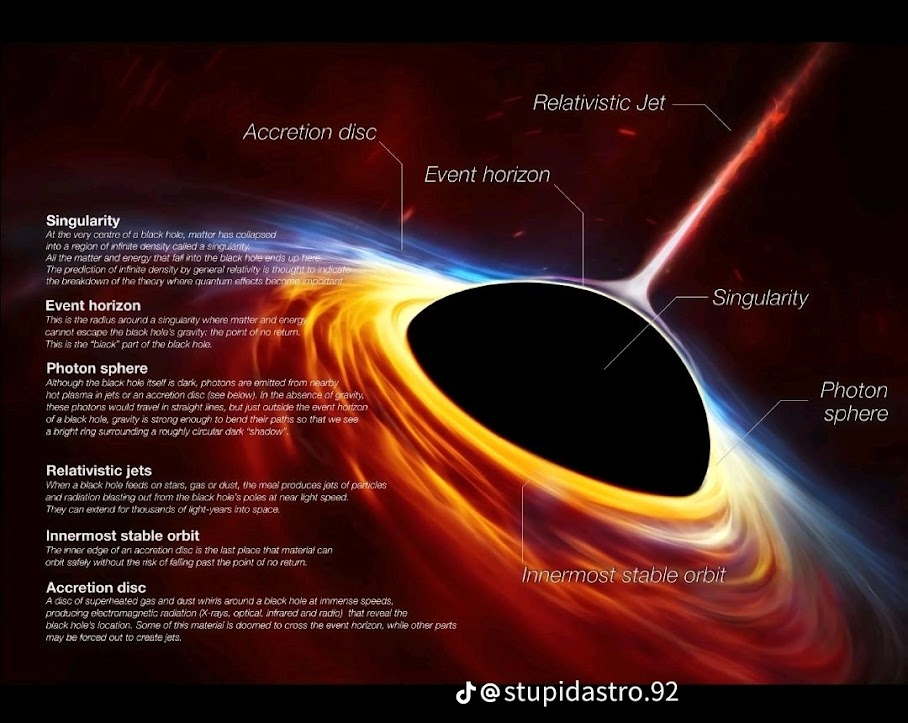 Relativistic Jet
Accretion disc
Event horizon
Singularity
Photon
sphere
Innermost stable orbit
Singularity
At the very centre of a black hole, matter has collapsed
into a region of infinite density called a singularity.
All the matter and energy that fall into the black hole ends up here.
The prediction of infinite density by general relativity is thought to indicate
the breakdown of the theory where quantum effects become important.
Event horizon
This is the radius around a singularity where matter and energy
cannot escape the black hole's gravity: the point of no return.
This is the "black" part of the black hole.
Photon sphere
Although the black hole itself is dark, photons are emitted from nearby
hot plasma in jets or an accretion disc (see below). In the absence of gravity,
these photons would travel in straight lines, but just outside the event horizon
of a black hole, gravity is strong enough to bend their paths so that we see
a bright ring surrounding a roughly circular dark "shadow".
Relativistic jets
When a black hole feeds on stars, gas or dust, the meal produces jets of particles
and radiation blasting out from the black hole's poles at near light speed.
They can extend for thousands of light-years into space.
Innermost stable orbit
The inner edge of an accretion disc is the last place that material can
orbit safely without the risk of falling past the point of no return.
Accretion disc
A disc of superheated gas and dust whirls around a black hole at immense speeds,
producing electromagnetic radiation (X-rays, optical, infrared and radio) that reveal the
black hole's location. Some of this material is doomed to cross the event horizon, while other parts
may be forced out to create jets.
@stupidastro.92